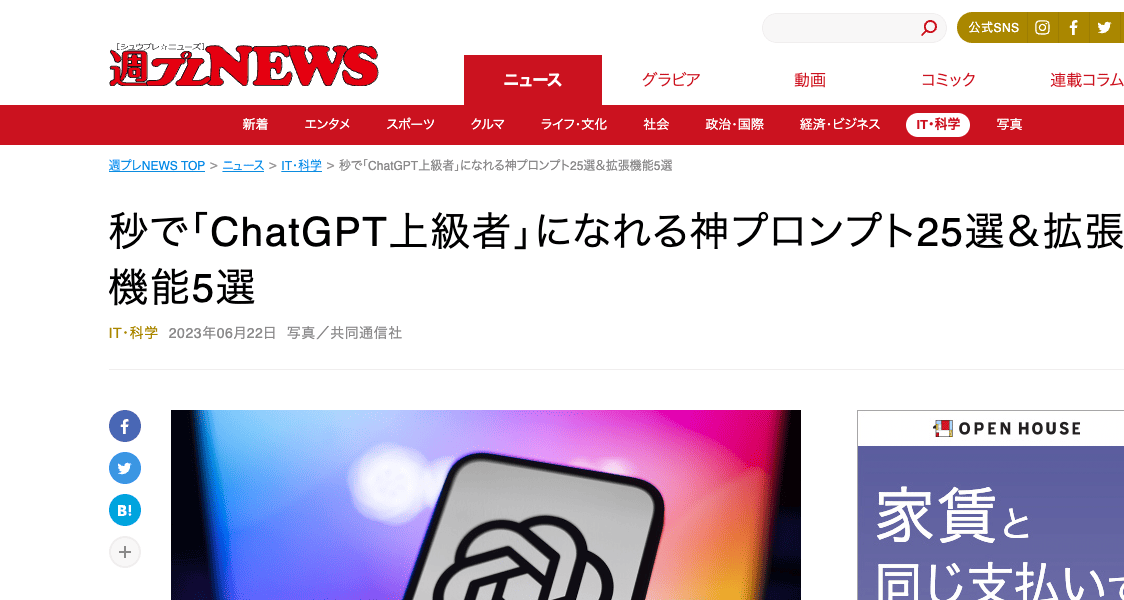 [シュウプレ☆ニュース]
週プレNEWS
公式SNS
ニュース
グラビア
動画
コミック
連載コラム
新着
エンタメ
スポーツ
クルマ
ライフ・文化
社会
政治・国際
経済・ビジネス
IT・科学
写真
週プレNEWS TOP > ニュース > IT・科学 > 秒で「ChatGPT上級者」になれる神プロンプト25選&拡張機能5選
秒で「ChatGPT上級者」になれる神プロンプト25選&拡張
機能5選
IT・科学 2023年06月22日 写真／共同通信社
B!
OPEN HOUSE
家賃と
同じ支払いで